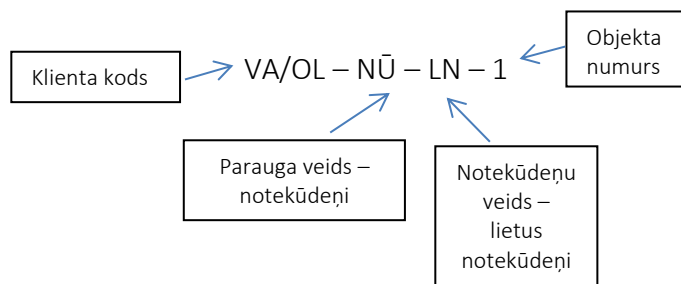 Objekta
numurs
Klienta kods
VA/OL – NŪ – LN – 1
Parauga veids –
notekūdeņi
Notekūdeņu
veids –
lietus
notekūdeņi